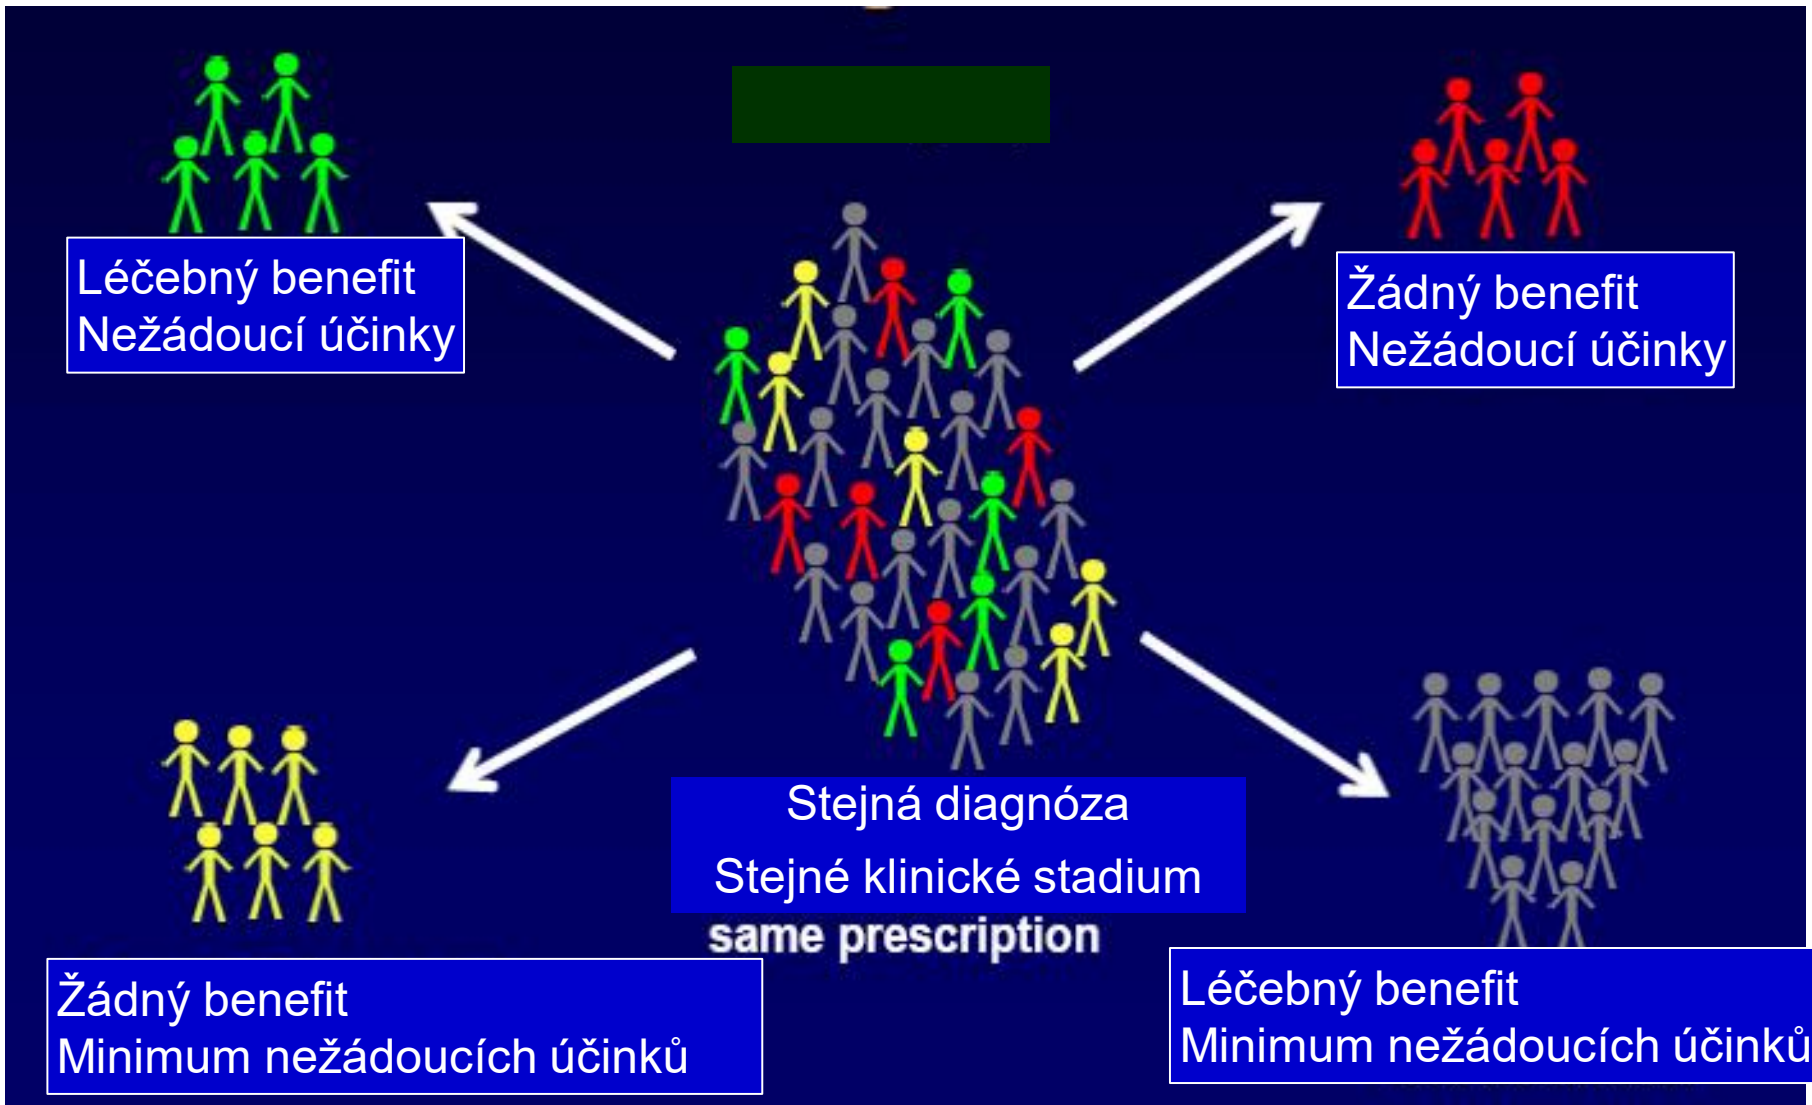 Léčebný benefit
Nežádoucí účinky
Žádný benefit
Nežádoucí účinky
Stejná diagnóza
Stejné klinické stadium
same prescription
Žádný benefit
Minimum nežádoucích účinků
Léčebný benefit
Minimum nežádoucích účinků